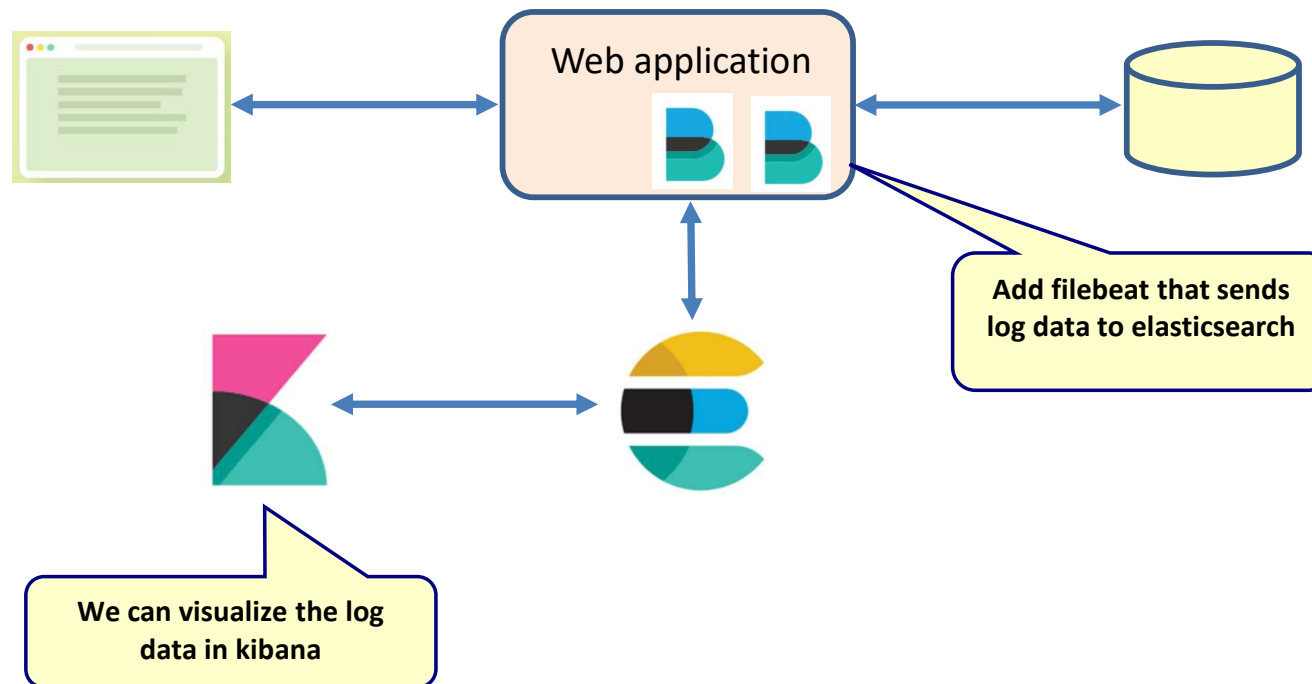 Web application
Add filebeat that sends
log data to elasticsearch
We can visualize the log
data in kibana